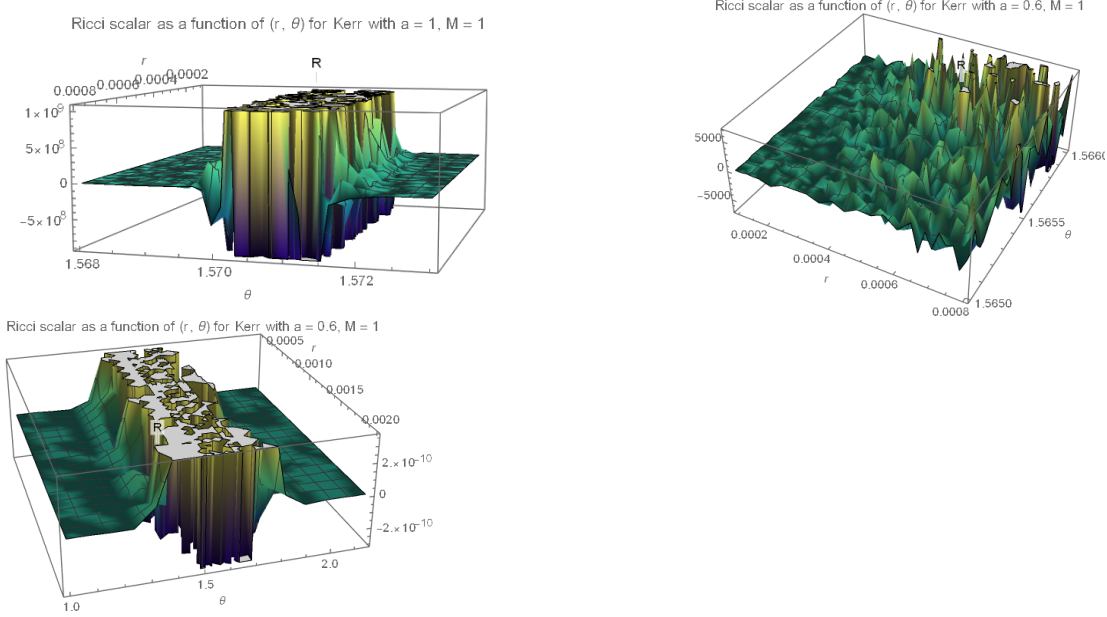 Ricci scalar as a function of (r, θ) for Kerr with a = 1, M = 1
R
r
0.0008 0.0006 0.0004 0.0002
1×10⁹
5×10⁸
0
-5×10⁸
1.568
1.570
1.572
θ
Ricci scalar as a function of (r, θ) for Kerr with a = 0.6, M = 1
R
5000
0
-5000
0.0002
0.0004
0.0006
0.0008
r
1.5650
1.5655
1.5660
θ
Ricci scalar as a function of (r, θ) for Kerr with a = 0.6, M = 1
0.0005
r
0.0010
0.0015
0.0020
R
2.×10⁻¹⁰
0
-2.×10⁻¹⁰
1.0
1.5
2.0
θ